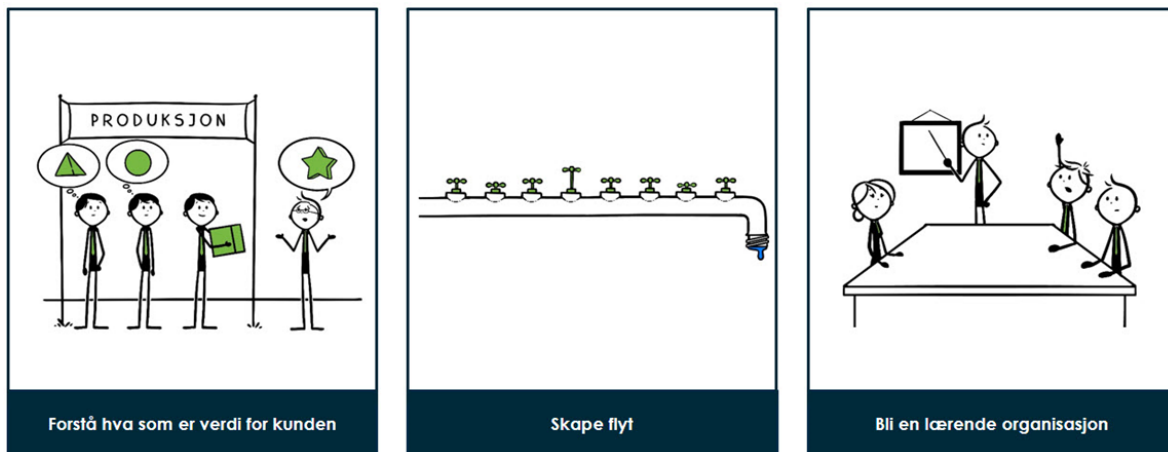 PRODUKSJON
Forstå hva som er verdi for kunden
Skape flyt
Bli en lærende organisasjon